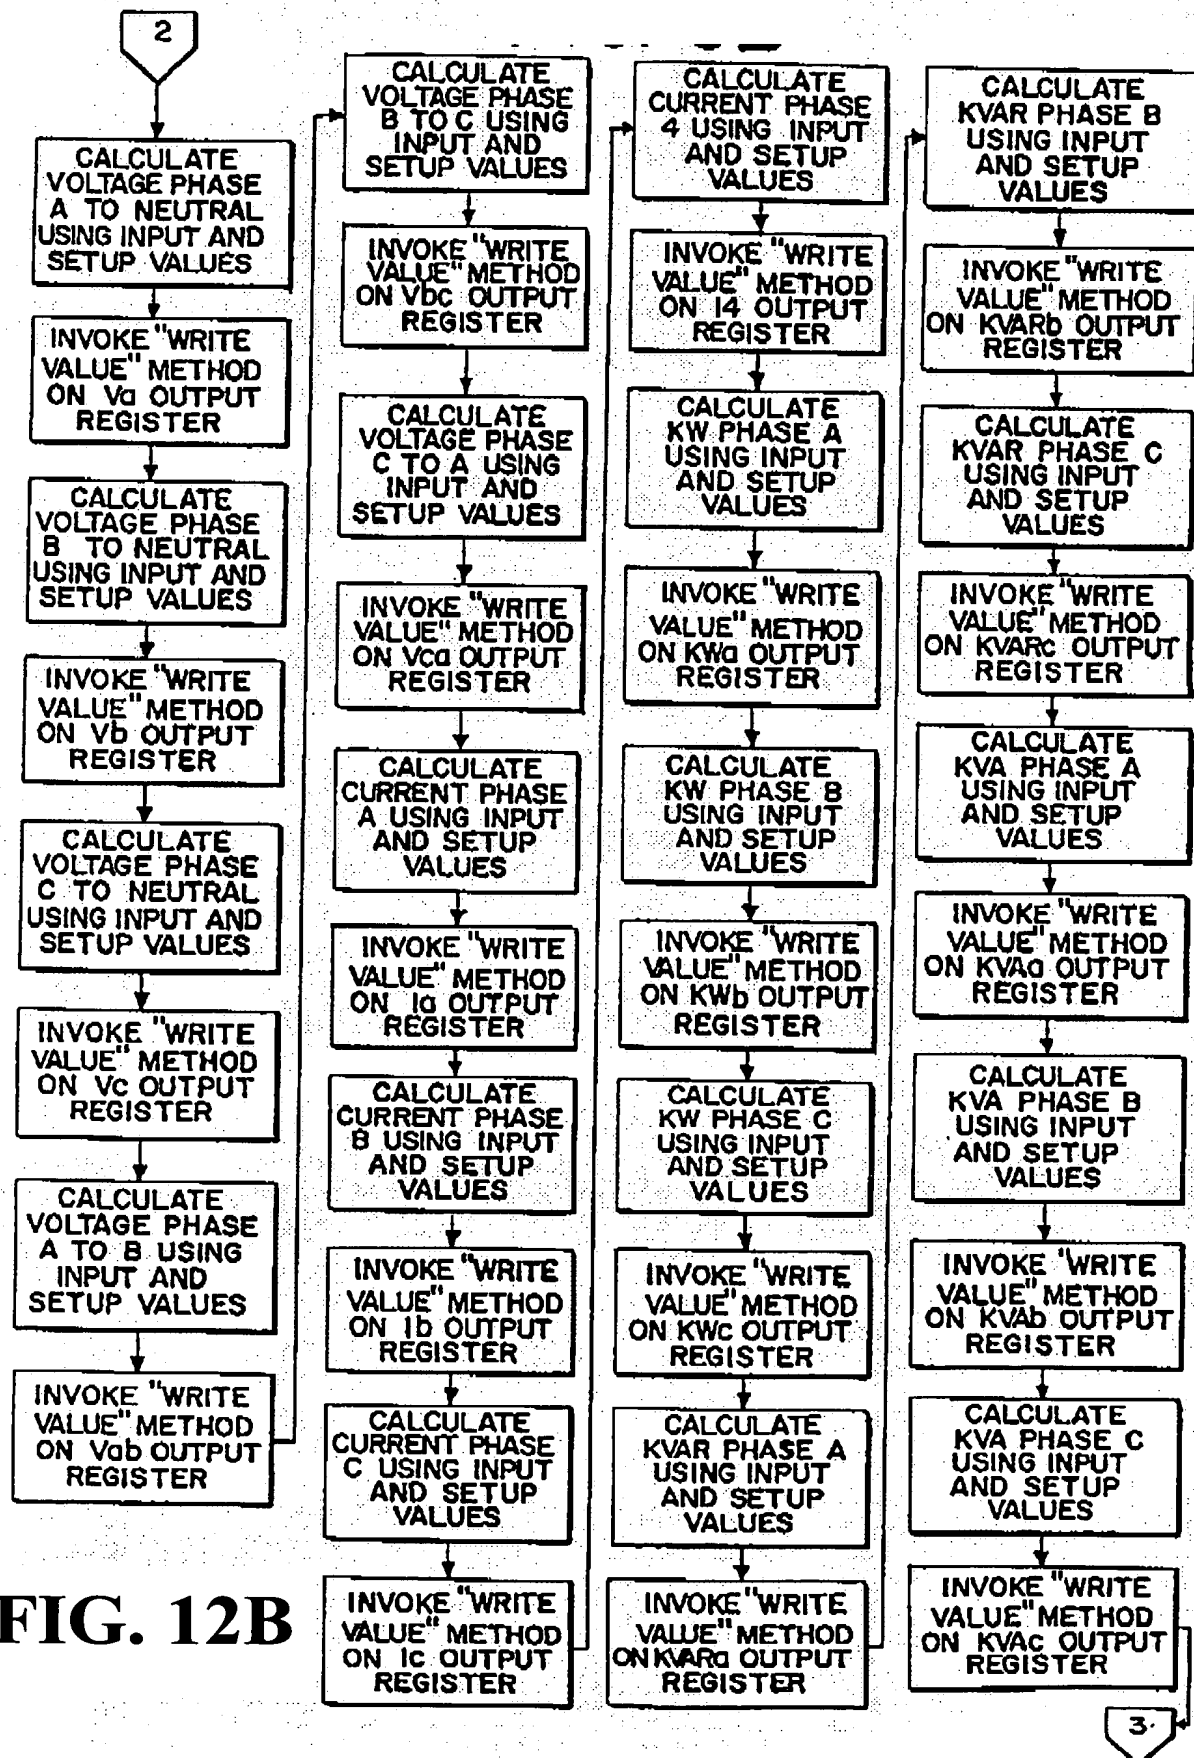 2
CALCULATE
VOLTAGE PHASE
A TO NEUTRAL
USING INPUT AND
SETUP VALUES
INVOKE "WRITE
VALUE" METHOD
ON Va OUTPUT
REGISTER
CALCULATE
VOLTAGE PHASE
B TO NEUTRAL
USING INPUT AND
SETUP VALUES
INVOKE "WRITE
VALUE" METHOD
ON Vb OUTPUT
REGISTER
CALCULATE
VOLTAGE PHASE
C TO NEUTRAL
USING INPUT AND
SETUP VALUES
INVOKE "WRITE
VALUE" METHOD
ON Vc OUTPUT
REGISTER
CALCULATE
VOLTAGE PHASE
A TO B USING
INPUT AND
SETUP VALUES
INVOKE "WRITE
VALUE" METHOD
ON Vab OUTPUT
REGISTER
CALCULATE
VOLTAGE PHASE
B TO C USING
INPUT AND
SETUP VALUES
INVOKE "WRITE
VALUE" METHOD
ON Vbc OUTPUT
REGISTER
CALCULATE
VOLTAGE PHASE
C TO A USING
INPUT AND
SETUP VALUES
INVOKE "WRITE
VALUE" METHOD
ON Vca OUTPUT
REGISTER
CALCULATE
CURRENT PHASE
A USING INPUT
AND SETUP
VALUES
INVOKE "WRITE
VALUE" METHOD
ON Ia OUTPUT
REGISTER
CALCULATE
CURRENT PHASE
B USING INPUT
AND SETUP
VALUES
INVOKE "WRITE
VALUE" METHOD
ON Ib OUTPUT
REGISTER
CALCULATE
CURRENT PHASE
C USING INPUT
AND SETUP
VALUES
INVOKE "WRITE
VALUE" METHOD
ON Ic OUTPUT
REGISTER
CALCULATE
CURRENT PHASE
4 USING INPUT
AND SETUP
VALUES
INVOKE "WRITE
VALUE" METHOD
ON I4 OUTPUT
REGISTER
CALCULATE
KW PHASE A
USING INPUT
AND SETUP
VALUES
INVOKE "WRITE
VALUE" METHOD
ON KWa OUTPUT
REGISTER
CALCULATE
KW PHASE B
USING INPUT
AND SETUP
VALUES
INVOKE "WRITE
VALUE" METHOD
ON KWb OUTPUT
REGISTER
CALCULATE
KW PHASE C
USING INPUT
AND SETUP
VALUES
INVOKE "WRITE
VALUE" METHOD
ON KWc OUTPUT
REGISTER
CALCULATE
KVAR PHASE A
USING INPUT
AND SETUP
VALUES
INVOKE "WRITE
VALUE" METHOD
ON KVARa OUTPUT
REGISTER
CALCULATE
KVAR PHASE B
USING INPUT
AND SETUP
VALUES
INVOKE "WRITE
VALUE" METHOD
ON KVARb OUTPUT
REGISTER
CALCULATE
KVAR PHASE C
USING INPUT
AND SETUP
VALUES
INVOKE "WRITE
VALUE" METHOD
ON KVARc OUTPUT
REGISTER
CALCULATE
KVA PHASE A
USING INPUT
AND SETUP
VALUES
INVOKE "WRITE
VALUE" METHOD
ON KVAa OUTPUT
REGISTER
CALCULATE
KVA PHASE B
USING INPUT
AND SETUP
VALUES
INVOKE "WRITE
VALUE" METHOD
ON KVAb OUTPUT
REGISTER
CALCULATE
KVA PHASE C
USING INPUT
AND SETUP
VALUES
INVOKE "WRITE
VALUE" METHOD
ON KVAc OUTPUT
REGISTER
3
FIG. 12B